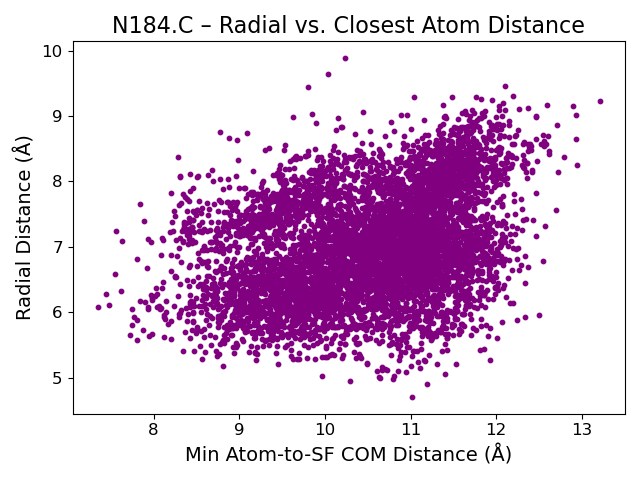 N184.C – Radial vs. Closest Atom Distance
10
9
8
7
6
5
Radial Distance (Å)
8 9 10 11 12 13
Min Atom-to-SF COM Distance (Å)